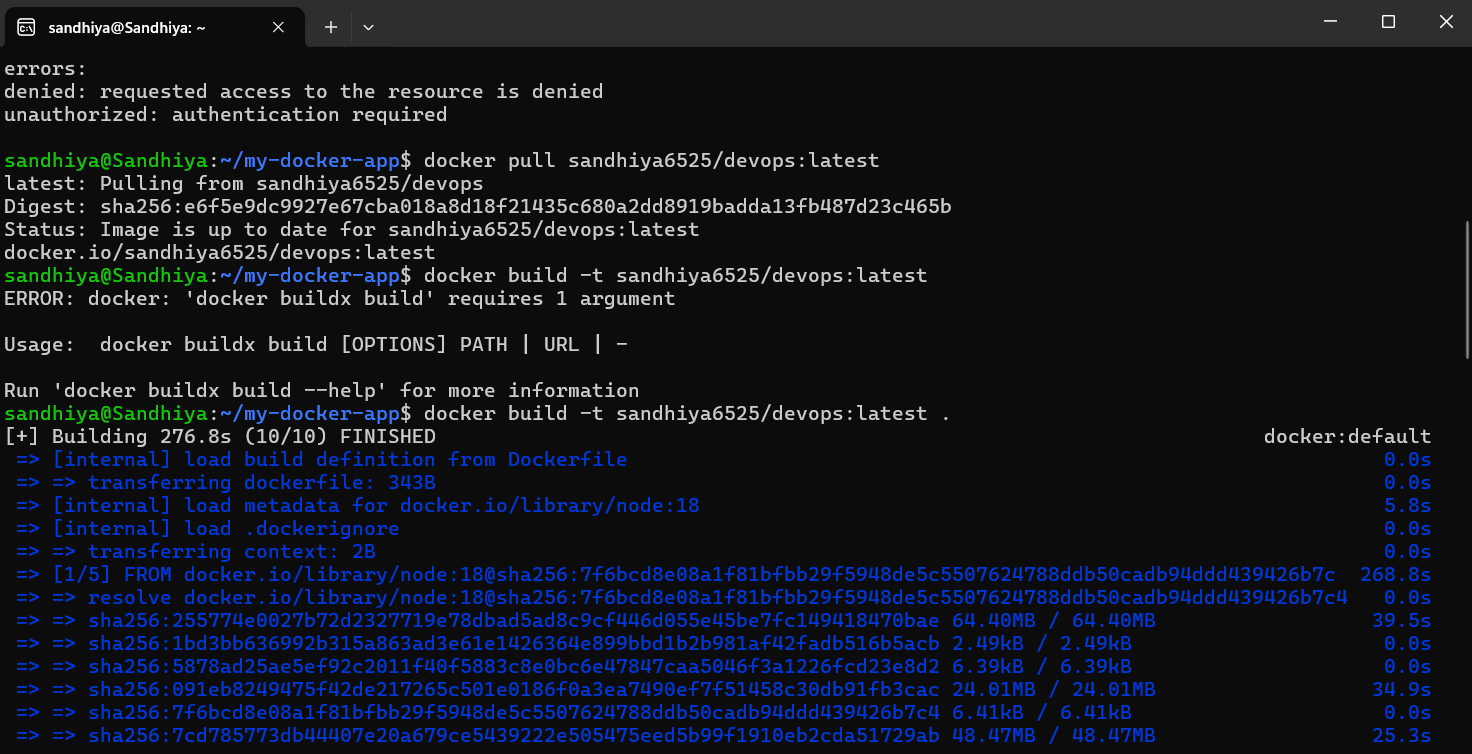 sandhiya@Sandhiya: ~
errors:
denied: requested access to the resource is denied
unauthorized: authentication required
sandhiya@Sandhiya:~/my-docker-app$ docker pull sandhiya6525/devops:latest
latest: Pulling from sandhiya6525/devops
Digest: sha256:e6f5e9dc9927e67cba018a8d18f21435c680a2dd8919badda13fb487d23c465b
Status: Image is up to date for sandhiya6525/devops:latest
docker.io/sandhiya6525/devops:latest
sandhiya@Sandhiya:~/my-docker-app$ docker build -t sandhiya6525/devops:latest
ERROR: docker: 'docker buildx build' requires 1 argument
Usage:  docker buildx build [OPTIONS] PATH | URL | -
Run 'docker buildx build --help' for more information
sandhiya@Sandhiya:~/my-docker-app$ docker build -t sandhiya6525/devops:latest .
[+] Building 276.8s (10/10) FINISHED docker:default
=> [internal] load build definition from Dockerfile 0.0s
=> => transferring dockerfile: 343B 0.0s
=> [internal] load metadata for docker.io/library/node:18 5.8s
=> [internal] load .dockerignore 0.0s
=> => transferring context: 2B 0.0s
=> [1/5] FROM docker.io/library/node:18@sha256:7f6bcd8e08a1f81bfbb29f5948de5c5507624788ddb50cadb94ddd439426b7c 268.8s
=> => resolve docker.io/library/node:18@sha256:7f6bcd8e08a1f81bfbb29f5948de5c5507624788ddb50cadb94ddd439426b7c4 0.0s
=> => sha256:255774e0027b72d2327719e78dbad5ad8c9cf446d055e45be7fc149418470bae 64.40MB / 64.40MB 39.5s
=> => sha256:1bd3bb636992b315a863ad3e61e1426364e899bbd1b2b981af42fadb516b5acb 2.49kB / 2.49kB 0.0s
=> => sha256:5878ad25ae5ef92c2011f40f5883c8e0bc6e47847caa5046f3a1226fcd23e8d2 6.39kB / 6.39kB 0.0s
=> => sha256:091eb8249475f42de217265c501e0186f0a3ea7490ef7f51458c30db91fb3cac 24.01MB / 24.01MB 34.9s
=> => sha256:7f6bcd8e08a1f81bfbb29f5948de5c5507624788ddb50cadb94ddd439426b7c4 6.41kB / 6.41kB 0.0s
=> => sha256:7cd785773db44407e20a679ce5439222e505475eed5b99f1910eb2cda51729ab 48.47MB / 48.47MB 25.3s